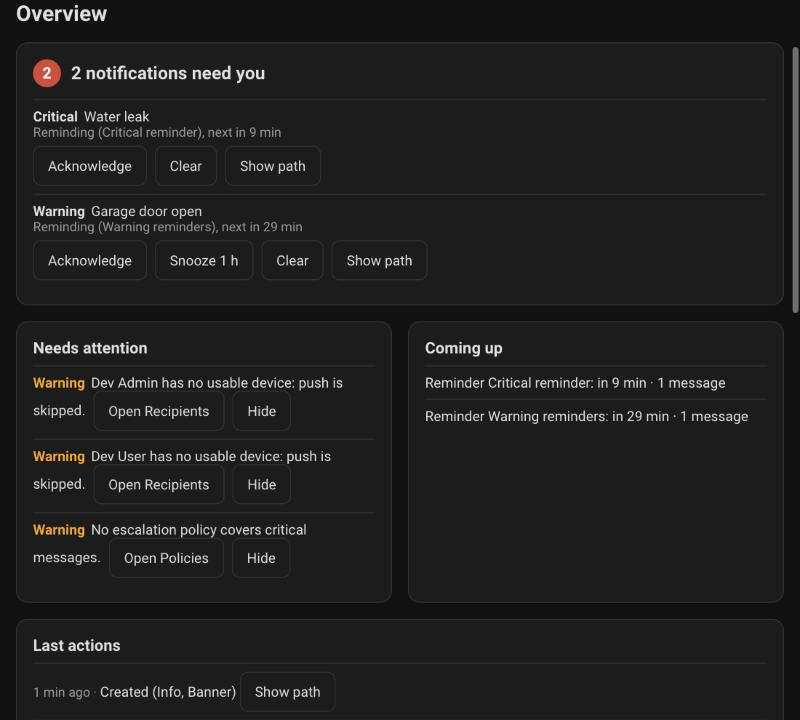 Overview
2 2 notifications need you
Critical Water leak
Reminding (Critical reminder), next in 9 min
Acknowledge Clear Show path
Warning Garage door open
Reminding (Warning reminders), next in 29 min
Acknowledge Snooze 1 h Clear Show path
Needs attention
Warning Dev Admin has no usable device: push is
skipped. Open Recipients Hide
Warning Dev User has no usable device: push is
skipped. Open Recipients Hide
Warning No escalation policy covers critical
messages. Open Policies Hide
Coming up
Reminder Critical reminder: in 9 min · 1 message
Reminder Warning reminders: in 29 min · 1 message
Last actions
1 min ago · Created (Info, Banner) Show path